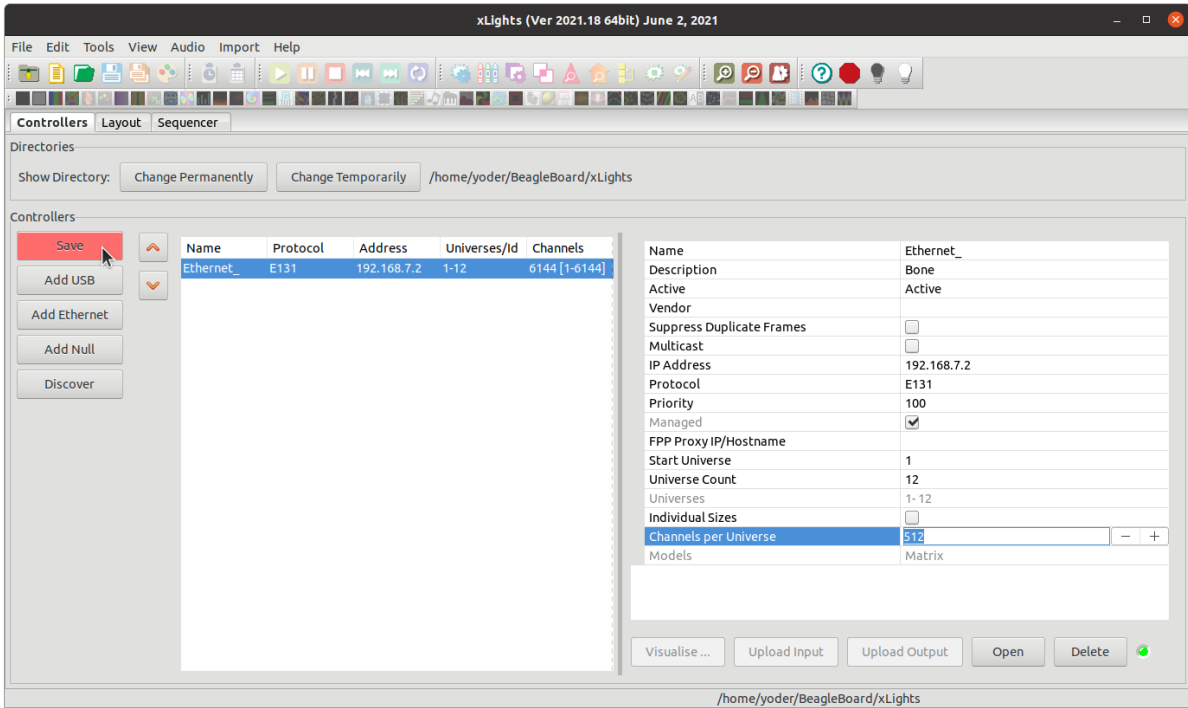 xLights (Ver 2021.18 64bit) June 2, 2021
File Edit Tools View Audio Import Help
Controllers Layout Sequencer
Directories
Show Directory: Change Permanently Change Temporarily /home/yoder/BeagleBoard/xLights
Controllers
Save
Add USB
Add Ethernet
Add Null
Discover
Name Protocol Address Universes/Id Channels
Ethernet_ E131 192.168.7.2 1-12 6144 [1-6144]
Name Ethernet_
Description Bone
Active Active
Vendor
Suppress Duplicate Frames
Multicast
IP Address 192.168.7.2
Protocol E131
Priority 100
Managed
FPP Proxy IP/Hostname
Start Universe 1
Universe Count 12
Universes 1- 12
Individual Sizes
Channels per Universe 512 − +
Models Matrix
Visualise ... Upload Input Upload Output Open Delete
/home/yoder/BeagleBoard/xLights